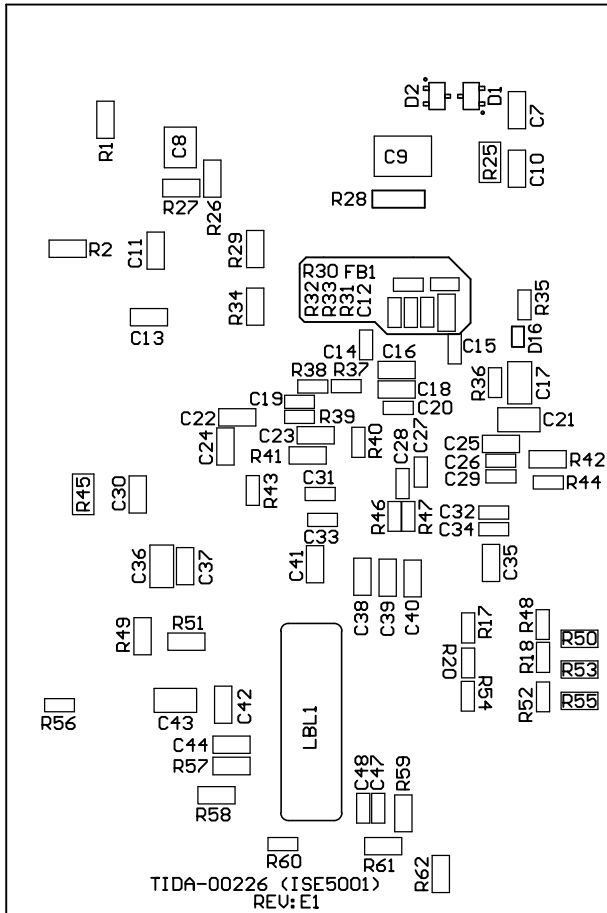 D2
D1
C7
R1
C8
C9
R25
C10
R27
R26
R28
R2
C11
R29
R30 FB1
R32
R33
R31
C12
R34
R35
C13
C14
C15
D16
C16
R38
R37
R36
C17
C18
C19
C20
C22
R39
C21
C24
C23
R40
C25
R41
C28
C27
C26
R42
C29
R44
R45
C30
R43
C31
R46
R47
C32
C33
C34
C36
C37
C41
C35
C38
C39
C40
R49
R51
R17
R48
R50
R20
R18
R53
R54
R52
R55
R56
C43
C42
LBL1
C44
R57
C48
C47
R59
R58
R60
R61
R62
TIDA-00226 (ISE5001)
REV:E1